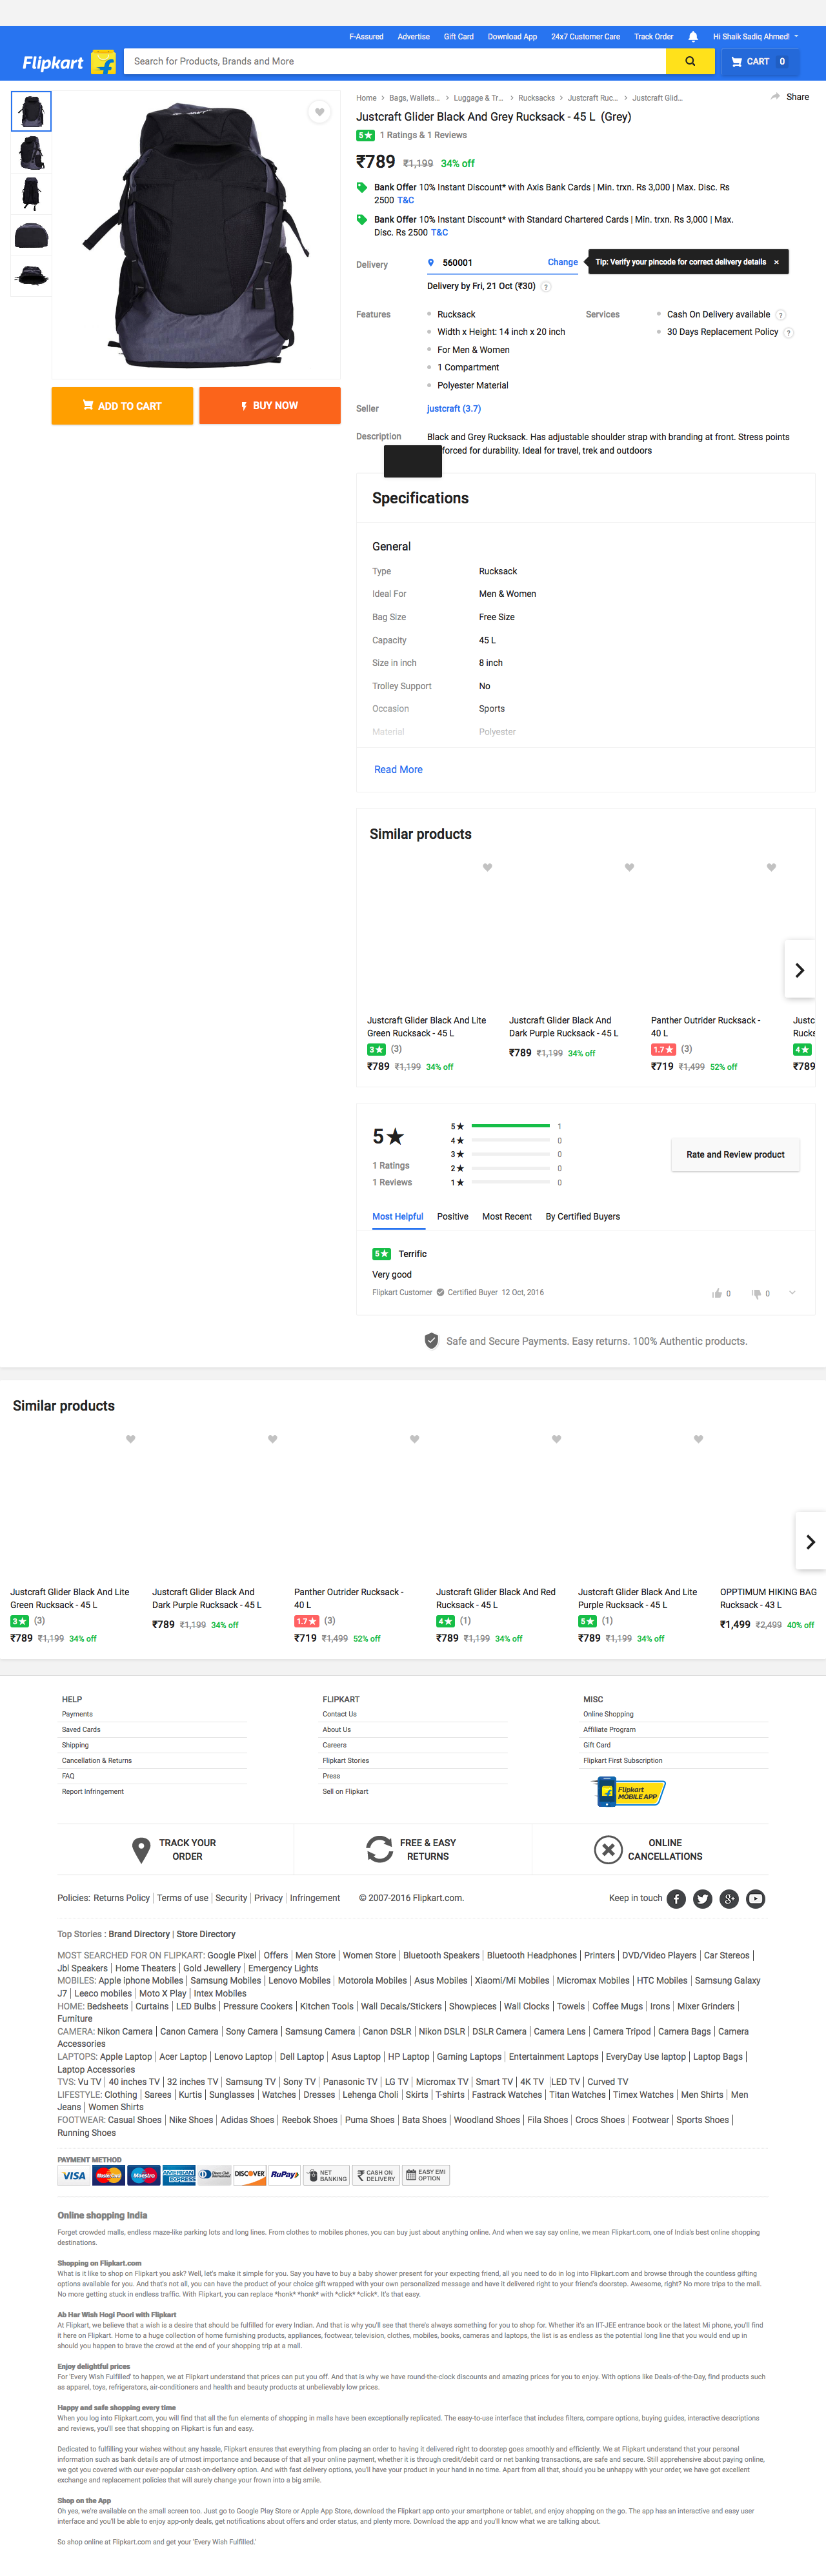 F-Assured Advertise Gift Card Download App 24x7 Customer Care Track Order Hi Shaik Sadiq Ahmed!
Flipkart Search for Products, Brands and More CART 0
Home > Bags, Wallets... > Luggage & Tr... > Rucksacks > Justcraft Ruc... > Justcraft Glid... Share
Justcraft Glider Black And Grey Rucksack - 45 L (Grey)
5★ 1 Ratings & 1 Reviews
₹789 ₹1,199 34% off
Bank Offer 10% Instant Discount* with Axis Bank Cards | Min. trxn. Rs 3,000 | Max. Disc. Rs
2500 T&C
Bank Offer 10% Instant Discount* with Standard Chartered Cards | Min. trxn. Rs 3,000 | Max.
Disc. Rs 2500 T&C
Delivery 560001 Change Tip: Verify your pincode for correct delivery details ×
Delivery by Fri, 21 Oct (₹30) ?
Features
Rucksack
Width x Height: 14 inch x 20 inch
For Men & Women
1 Compartment
Polyester Material
Services
Cash On Delivery available ?
30 Days Replacement Policy ?
ADD TO CART BUY NOW
Seller justcraft (3.7)
Description Black and Grey Rucksack. Has adjustable shoulder strap with branding at front. Stress points
forced for durability. Ideal for travel, trek and outdoors
Specifications
General
Type Rucksack
Ideal For Men & Women
Bag Size Free Size
Capacity 45 L
Size in inch 8 inch
Trolley Support No
Occasion Sports
Material Polyester
Read More
Similar products
Justcraft Glider Black And Lite
Green Rucksack - 45 L
3★ (3)
₹789 ₹1,199 34% off
Justcraft Glider Black And
Dark Purple Rucksack - 45 L
₹789 ₹1,199 34% off
Panther Outrider Rucksack -
40 L
1.7★ (3)
₹719 ₹1,499 52% off
Justc
Rucks
4★
₹789
5★
1 Ratings
1 Reviews
5★ 1
4★ 0
3★ 0
2★ 0
1★ 0
Rate and Review product
Most Helpful Positive Most Recent By Certified Buyers
5★ Terrific
Very good
Flipkart Customer Certified Buyer 12 Oct, 2016 0 0
Safe and Secure Payments. Easy returns. 100% Authentic products.
Similar products
Justcraft Glider Black And Lite
Green Rucksack - 45 L
3★ (3)
₹789 ₹1,199 34% off
Justcraft Glider Black And
Dark Purple Rucksack - 45 L
₹789 ₹1,199 34% off
Panther Outrider Rucksack -
40 L
1.7★ (3)
₹719 ₹1,499 52% off
Justcraft Glider Black And Red
Rucksack - 45 L
4★ (1)
₹789 ₹1,199 34% off
Justcraft Glider Black And Lite
Purple Rucksack - 45 L
5★ (1)
₹789 ₹1,199 34% off
OPPTIMUM HIKING BAG
Rucksack - 43 L
₹1,499 ₹2,499 40% off
HELP
Payments
Saved Cards
Shipping
Cancellation & Returns
FAQ
Report Infringement
FLIPKART
Contact Us
About Us
Careers
Flipkart Stories
Press
Sell on Flipkart
MISC
Online Shopping
Affiliate Program
Gift Card
Flipkart First Subscription
Flipkart
MOBILE APP
TRACK YOUR
ORDER
FREE & EASY
RETURNS
ONLINE
CANCELLATIONS
Policies: Returns Policy | Terms of use | Security | Privacy | Infringement © 2007-2016 Flipkart.com. Keep in touch
Top Stories : Brand Directory | Store Directory
MOST SEARCHED FOR ON FLIPKART: Google Pixel | Offers | Men Store | Women Store | Bluetooth Speakers | Bluetooth Headphones | Printers | DVD/Video Players | Car Stereos |
Jbl Speakers | Home Theaters | Gold Jewellery | Emergency Lights
MOBILES: Apple iphone Mobiles | Samsung Mobiles | Lenovo Mobiles | Motorola Mobiles | Asus Mobiles | Xiaomi/Mi Mobiles | Micromax Mobiles | HTC Mobiles | Samsung Galaxy
J7 | Leeco mobiles | Moto X Play | Intex Mobiles
HOME: Bedsheets | Curtains | LED Bulbs | Pressure Cookers | Kitchen Tools | Wall Decals/Stickers | Showpieces | Wall Clocks | Towels | Coffee Mugs | Irons | Mixer Grinders |
Furniture
CAMERA: Nikon Camera | Canon Camera | Sony Camera | Samsung Camera | Canon DSLR | Nikon DSLR | DSLR Camera | Camera Lens | Camera Tripod | Camera Bags | Camera
Accessories
LAPTOPS: Apple Laptop | Acer Laptop | Lenovo Laptop | Dell Laptop | Asus Laptop | HP Laptop | Gaming Laptops | Entertainment Laptops | EveryDay Use laptop | Laptop Bags |
Laptop Accessories
TVS: Vu TV | 40 inches TV | 32 inches TV | Samsung TV | Sony TV | Panasonic TV | LG TV | Micromax TV | Smart TV | 4K TV |LED TV | Curved TV
LIFESTYLE: Clothing | Sarees | Kurtis | Sunglasses | Watches | Dresses | Lehenga Choli | Skirts | T-shirts | Fastrack Watches | Titan Watches | Timex Watches | Men Shirts | Men
Jeans | Women Shirts
FOOTWEAR: Casual Shoes | Nike Shoes | Adidas Shoes | Reebok Shoes | Puma Shoes | Bata Shoes | Woodland Shoes | Fila Shoes | Crocs Shoes | Footwear | Sports Shoes |
Running Shoes
PAYMENT METHOD
VISA MasterCard Maestro AMERICAN EXPRESS Diners Club International DISCOVER RuPay NET BANKING CASH ON DELIVERY EASY EMI OPTION
Online shopping India
Forget crowded malls, endless maze-like parking lots and long lines. From clothes to mobiles phones, you can buy just about anything online. And when we say say online, we mean Flipkart.com, one of India's best online shopping
destinations.
Shopping on Flipkart.com
What is it like to shop on Flipkart you ask? Well, let's make it simple for you. Say you have to buy a baby shower present for your expecting friend, all you need to do in log into Flipkart.com and browse through the countless gifting
options available for you. And that's not all, you can have the product of your choice gift wrapped with your own personalized message and have it delivered right to your friend's doorstep. Awesome, right? No more trips to the mall.
No more getting stuck in endless traffic. With Flipkart, you can replace *honk* *honk* with *click* *click*. It's that easy.
Ab Har Wish Hogi Poori with Flipkart
At Flipkart, we believe that a wish is a desire that should be fulfilled for every Indian. And that is why you'll see that there's always something for you to shop for. Whether it's an IIT-JEE entrance book or the latest Mi phone, you'll find
it here on Flipkart. Home to a huge collection of home furnishing products, appliances, footwear, television, clothes, mobiles, books, cameras and laptops, the list is as endless as the potential long line that you would end up in
should you happen to brave the crowd at the end of your shopping trip at a mall.
Enjoy delightful prices
For 'Every Wish Fulfilled' to happen, we at Flipkart understand that prices can put you off. And that is why we have round-the-clock discounts and amazing prices for you to enjoy. With options like Deals-of-the-Day, find products such
as apparel, toys, refrigerators, air-conditioners and health and beauty products at unbelievably low prices.
Happy and safe shopping every time
When you log into Flipkart.com, you will find that all the fun elements of shopping in malls have been exceptionally replicated. The easy-to-use interface that includes filters, compare options, buying guides, interactive descriptions
and reviews, you'll see that shopping on Flipkart is fun and easy.
Dedicated to fulfilling your wishes without any hassle, Flipkart ensures that everything from placing an order to having it delivered right to doorstep goes smoothly and efficiently. We at Flipkart understand that your personal
information such as bank details are of utmost importance and because of that all your online payment, whether it is through credit/debit card or net banking transactions, are safe and secure. Still apprehensive about paying online,
we got you covered with our ever-popular cash-on-delivery option. And with fast delivery options, you'll have your product in your hand in no time. Apart from all that, should you be unhappy with your order, we have got excellent
exchange and replacement policies that will surely change your frown into a big smile.
Shop on the App
Oh yes, we're available on the small screen too. Just go to Google Play Store or Apple App Store, download the Flipkart app onto your smartphone or tablet, and enjoy shopping on the go. The app has an interactive and easy user
interface and you'll be able to enjoy app-only deals, get notifications about offers and order status, and plenty more. Download the app and you'll know what we are talking about.
So shop online at Flipkart.com and get your 'Every Wish Fulfilled.'